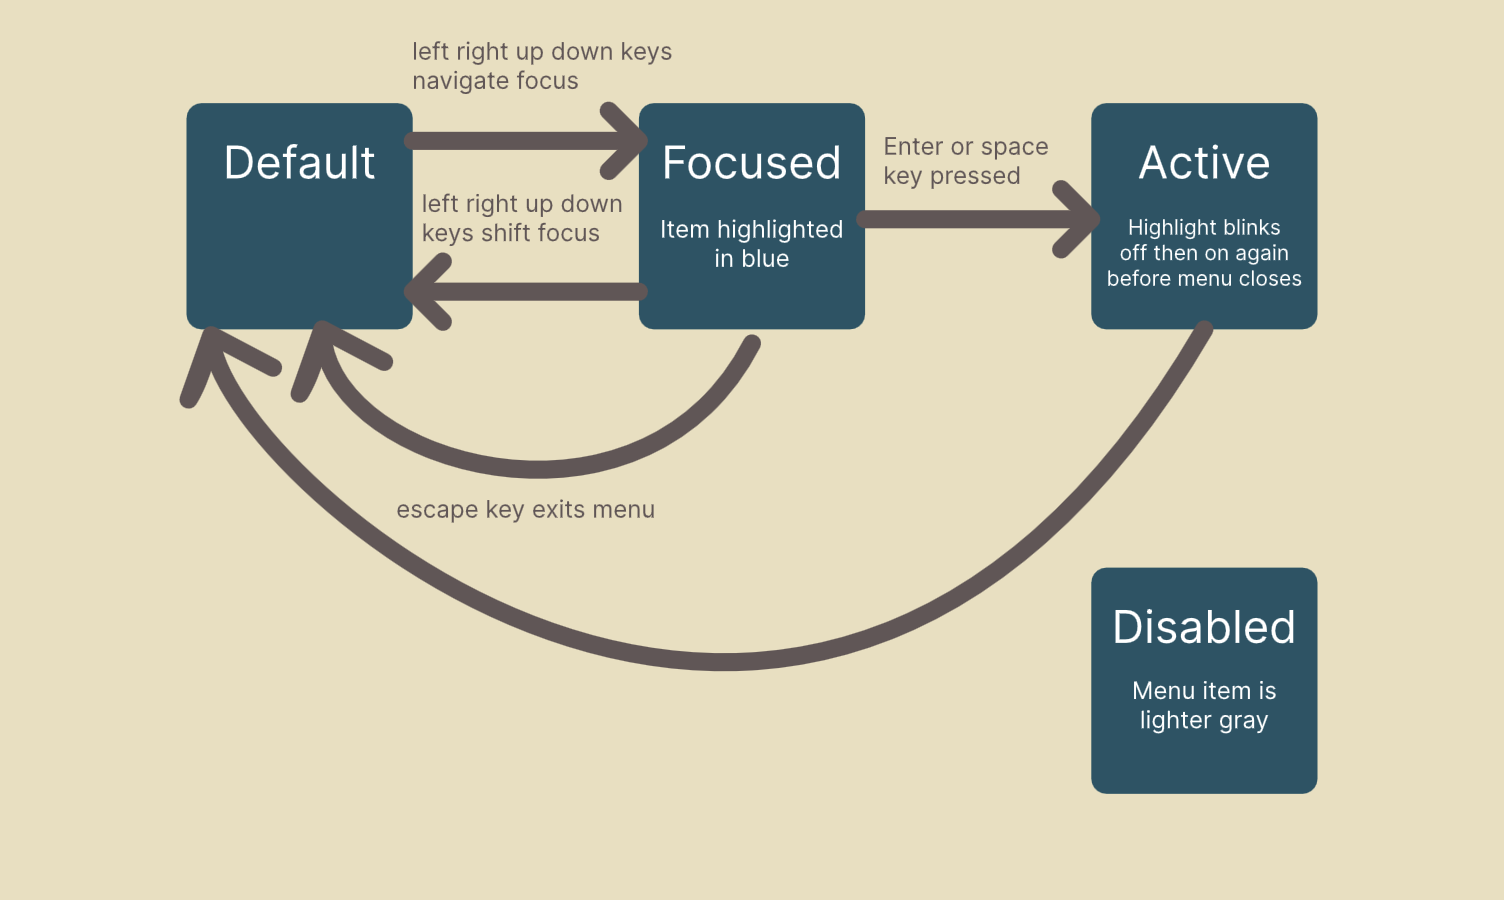 left right up down keys
navigate focus
Default
Focused
Enter or space
key pressed
Active
left right up down
keys shift focus
Item highlighted
in blue
Highlight blinks
off then on again
before menu closes
escape key exits menu
Disabled
Menu item is
lighter gray